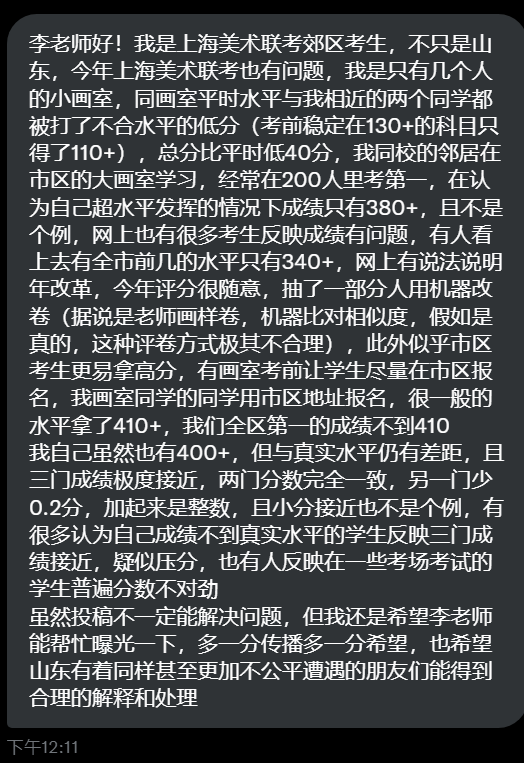 李老师好！我是上海美术联考郊区考生，不只是山
东，今年上海美术联考也有问题，我是只有几个人
的小画室，同画室平时水平与我相近的两个同学都
被打了不合水平的低分（考前稳定在130+的科目只
得了110+），总分比平时低40分，我同校的邻居在
市区的大画室学习，经常在200人里考第一，在认
为自己超水平发挥的情况下成绩只有380+，且不是
个例，网上也有很多考生反映成绩有问题，有人看
上去有全市前几的水平只有340+，网上有说法说明
年改革，今年评分很随意，抽了一部分人用机器改
卷（据说是老师画样卷，机器比对相似度，假如是
真的，这种评卷方式极其不合理），此外似乎市区
考生更易拿高分，有画室考前让学生尽量在市区报
名，我画室同学的同学用市区地址报名，很一般的
水平拿了410+，我们全区第一的成绩不到410
我自己虽然也有400+，但与真实水平仍有差距，且
三门成绩极度接近，两门分数完全一致，另一门少
0.2分，加起来是整数，且小分接近也不是个例，有
很多认为自己成绩不到真实水平的学生反映三门成
绩接近，疑似压分，也有人反映在一些考场考试的
学生普遍分数不对劲
虽然投稿不一定能解决问题，但我还是希望李老师
能帮忙曝光一下，多一分传播多一分希望，也希望
山东有着同样甚至更加不公平遭遇的朋友们能得到
合理的解释和处理
下午12:11